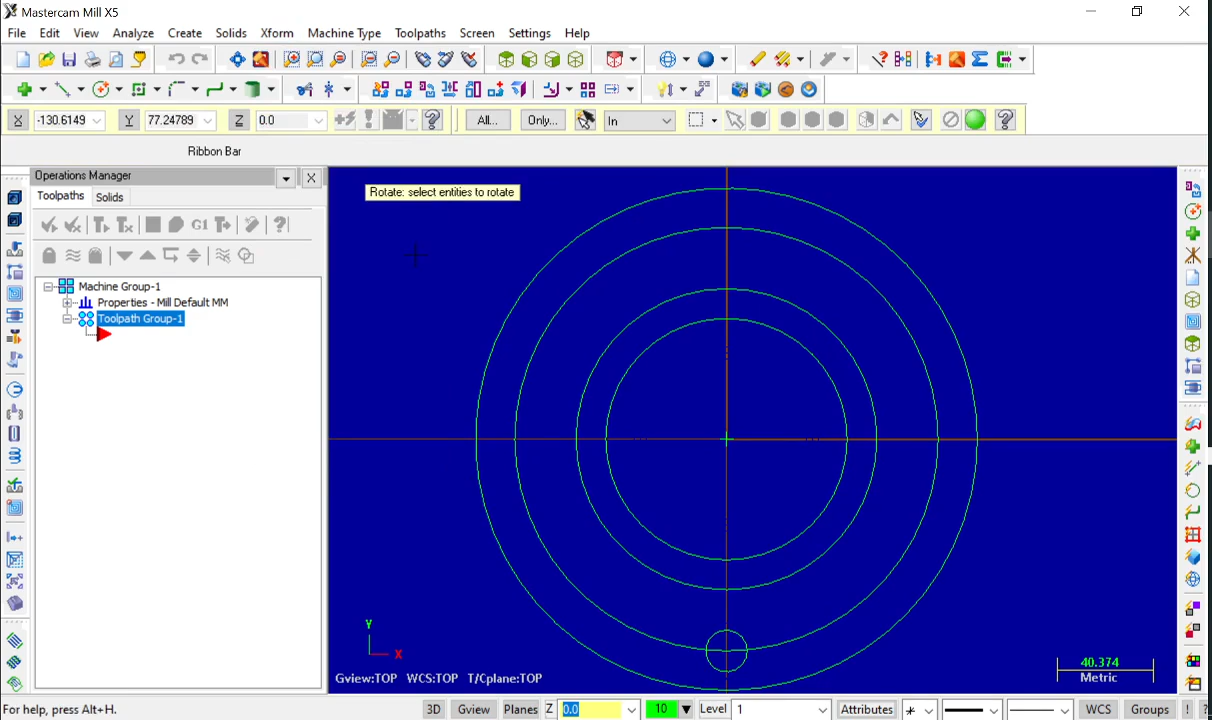 Mastercam Mill X5
File Edit View Analyze Create Solids Xform Machine Type Toolpaths Screen Settings Help
X -130.6149 Y 77.24789 Z 0.0 All... Only... In
Ribbon Bar
Operations Manager
Toolpaths Solids
G1
Machine Group-1
Properties - Mill Default MM
Toolpath Group-1
Rotate: select entities to rotate
Y
X
Gview:TOP WCS:TOP T/Cplane:TOP
40.374
Metric
For help, press Alt+H.
3D Gview Planes Z 0.0 10 Level 1 Attributes WCS Groups ! ?